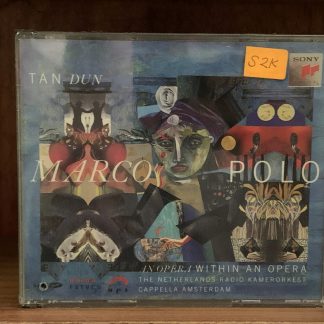 S2K
SONY
TAN DUN
MARCO POLO
AN OPERA WITHIN AN OPERA
THE NETHERLANDS RADIO KAMERORKEST
CAPPELLA AMSTERDAM